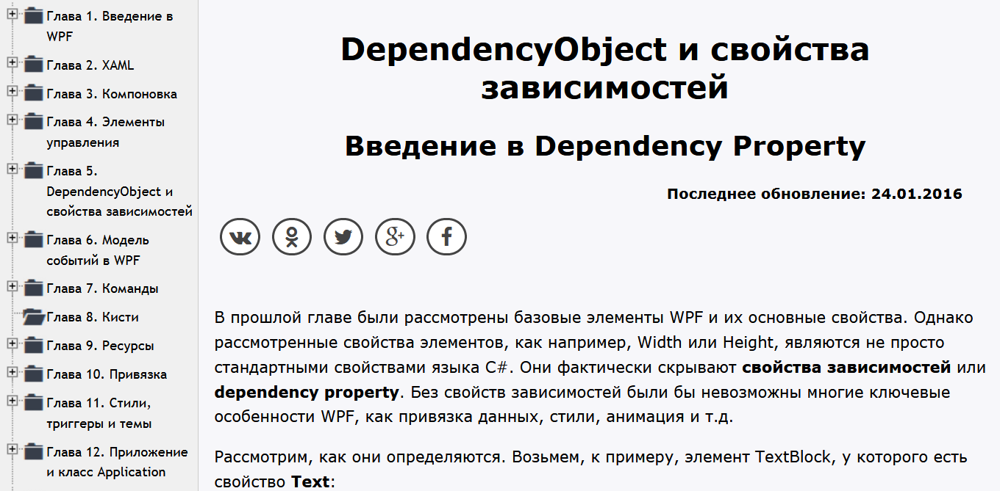 Глава 1. Введение в
WPF
Глава 2. XAML
Глава 3. Компоновка
Глава 4. Элементы
управления
Глава 5.
DependencyObject и
свойства зависимостей
Глава 6. Модель
событий в WPF
Глава 7. Команды
Глава 8. Кисти
Глава 9. Ресурсы
Глава 10. Привязка
Глава 11. Стили,
триггеры и темы
Глава 12. Приложение
и класс Application
DependencyObject и свойства
зависимостей
Введение в Dependency Property
Последнее обновление: 24.01.2016
В прошлой главе были рассмотрены базовые элементы WPF и их основные свойства. Однако
рассмотренные свойства элементов, как например, Width или Height, являются не просто
стандартными свойствами языка C#. Они фактически скрывают свойства зависимостей или
dependency property. Без свойств зависимостей были бы невозможны многие ключевые
особенности WPF, как привязка данных, стили, анимация и т.д.
Рассмотрим, как они определяются. Возьмем, к примеру, элемент TextBlock, у которого есть
свойство Text: